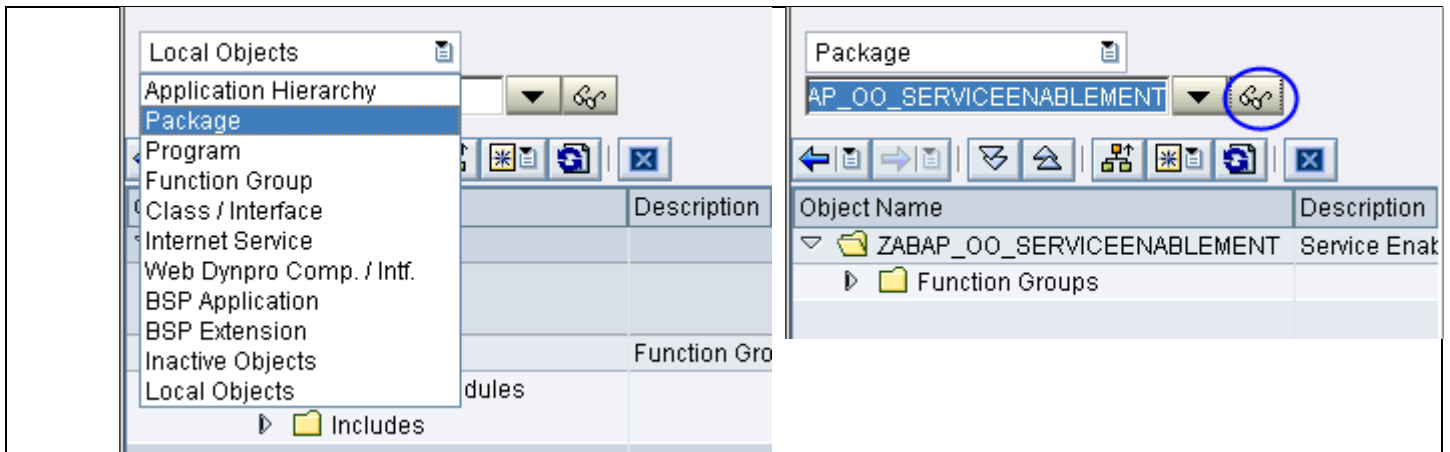 Local Objects
Application Hierarchy
Package
Program
Function Group
Class / Interface
Internet Service
Web Dynpro Comp. / Intf.
BSP Application
BSP Extension
Inactive Objects
Local Objects
Description
Function Gro
dules
Includes
Package
AP_OO_SERVICEENABLEMENT
Object Name Description
ZABAP_OO_SERVICEENABLEMENT Service Enab
Function Groups